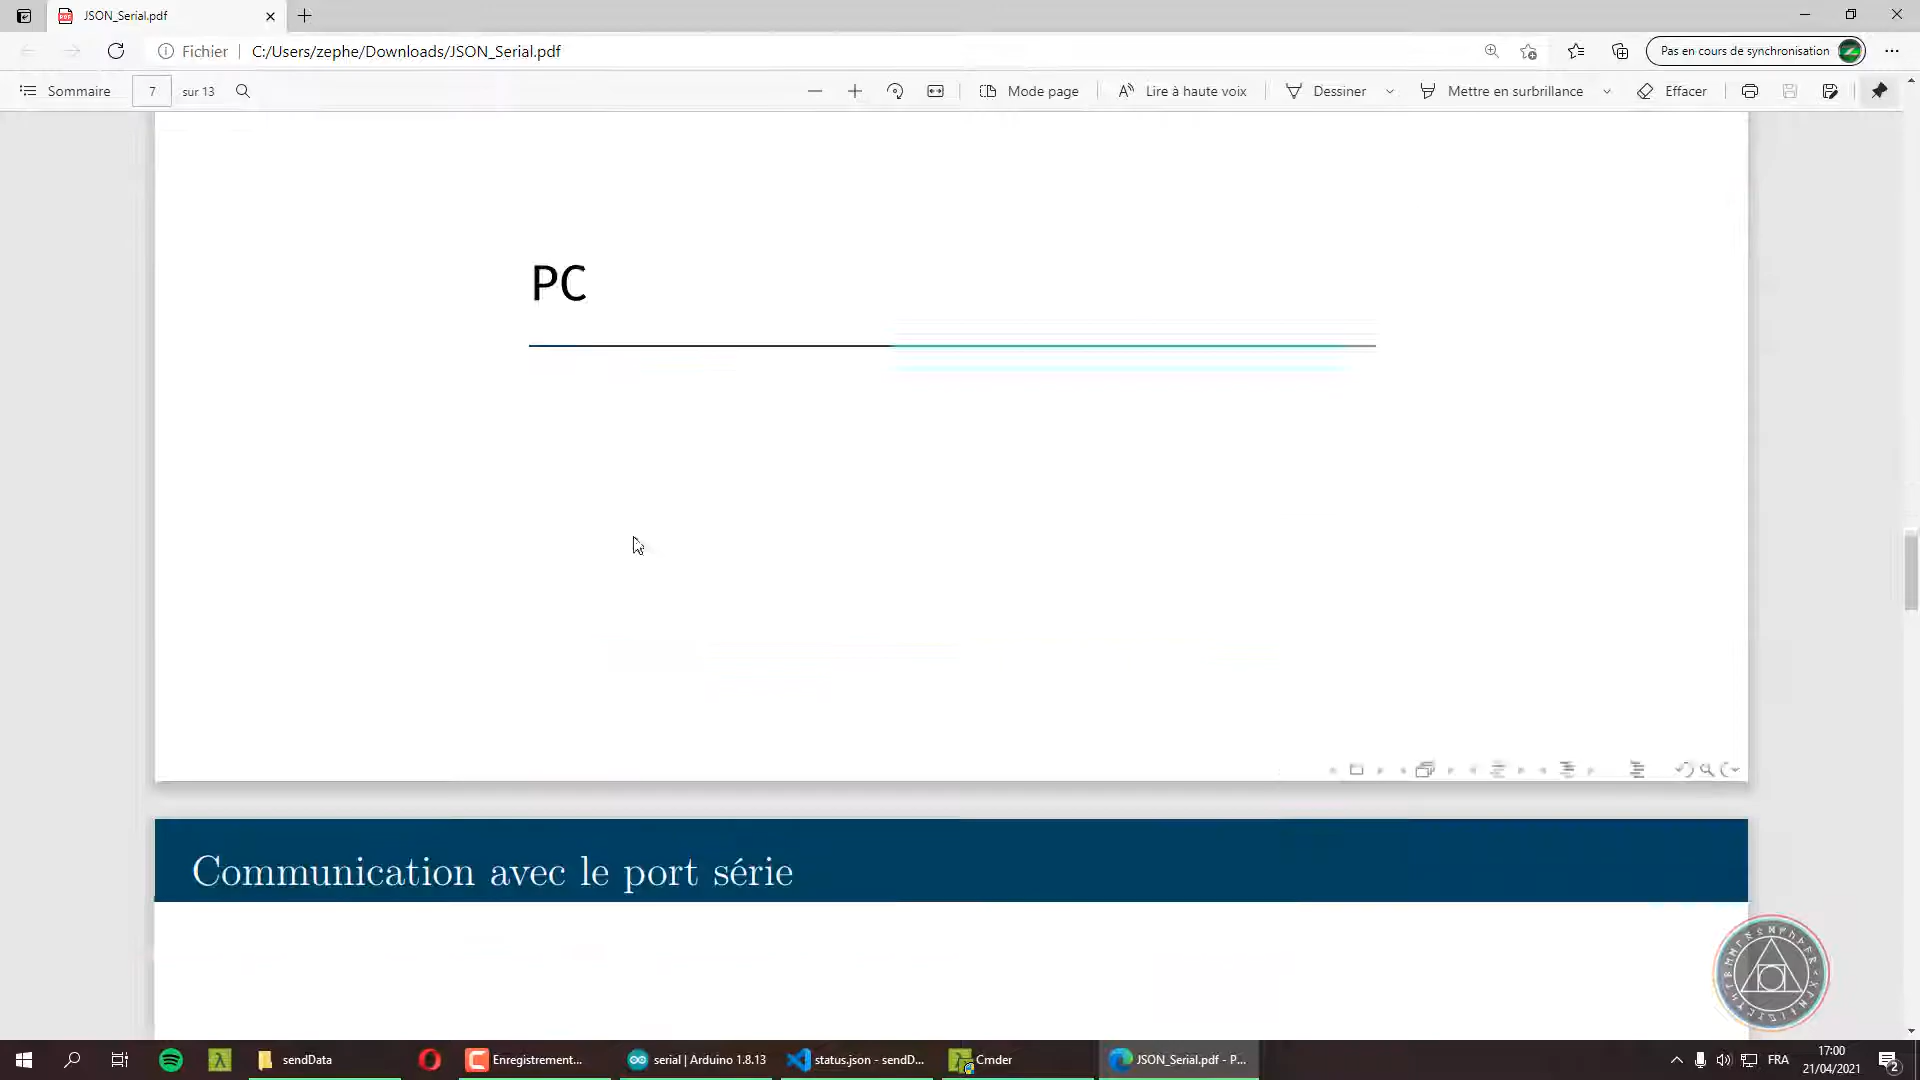 JSON_Serial.pdf
Fichier C:/Users/zephe/Downloads/JSON_Serial.pdf Pas en cours de synchronisation
Sommaire 7 sur 13 Mode page Lire à haute voix Dessiner Mettre en surbrillance Effacer
PC
Communication avec le port série
sendData Enregistrement... serial | Arduino 1.8.13 status.json - sendD... Cmder JSON_Serial.pdf - P... FRA 17:00
21/04/2021 2